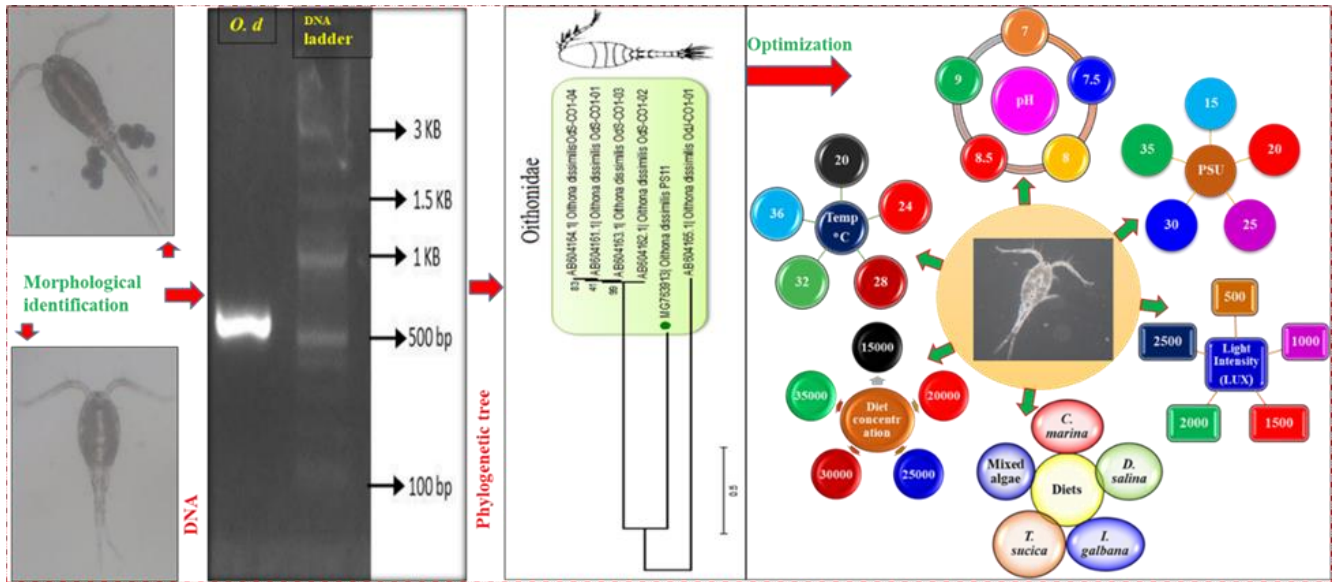 Morphological
identification
DNA
O. d
DNA
ladder
3 KB
1.5 KB
1 KB
500 bp
100 bp
Phylogenetic tree
Oithonidae
83
AB604164.1| Oithona dissimilis OdS-CO1-04
41
AB604161.1| Oithona dissimilis OdS-CO1-01
99
AB604163.1| Oithona dissimilis OdS-CO1-03
AB604162.1| Oithona dissimilis OdS-CO1-02
MG763913| Oithona dissimilis PS11
AB604165.1| Oithona dissimilis OdJ-CO1-01
0.5
Optimization
pH
7
7.5
8
8.5
9
PSU
15
20
25
30
35
Temp
°C
20
24
28
32
36
Light
Intensity
(LUX)
500
1000
1500
2000
2500
Diet
concentr
ation
15000
20000
25000
30000
35000
Diets
C.
marina
D.
salina
I.
galbana
T.
sucica
Mixed
algae